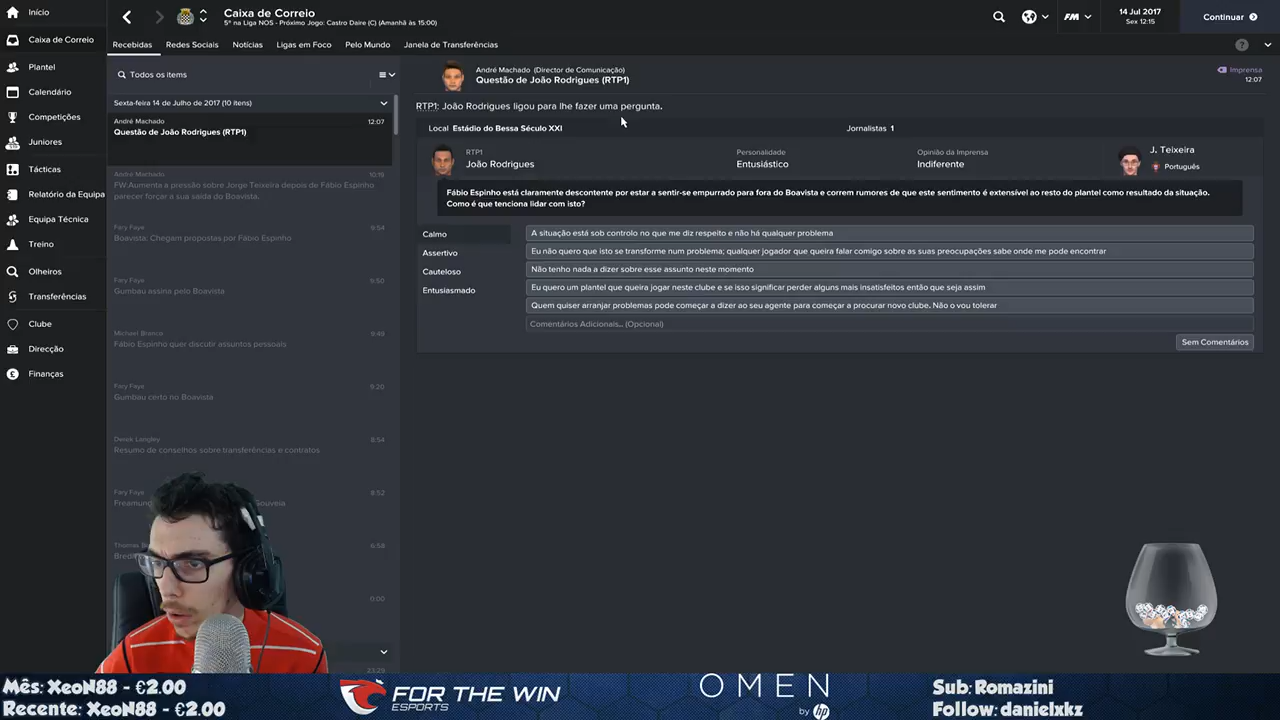 Início
Caixa de Correio
Plantel
Calendário
Competições
Juniores
Tácticas
Relatório da Equipa
Equipa Técnica
Treino
Olheiros
Transferências
Clube
Direcção
Finanças
Caixa de Correio
5º na Liga NOS - Próximo Jogo: Castro Daire (C) (Amanhã às 15:00)
FM
14 Jul 2017
Sex 12:15
Continuar
Recebidas
Redes Sociais
Notícias
Ligas em Foco
Pelo Mundo
Janela de Transferências
Todos os itens
Sexta-feira 14 de Julho de 2017 (10 itens)
André Machado 12:07
Questão de João Rodrigues (RTP1)
André Machado 10:19
FW:Aumenta a pressão sobre Jorge Teixeira depois de Fábio Espinho
parecer forçar a sua saída do Boavista.
Fary Faye 9:54
Boavista: Chegam propostas por Fábio Espinho
Fary Faye 9:50
Gumbau assina pelo Boavista
Michael Bianco 9:49
Fábio Espinho quer discutir assuntos pessoais
Fary Faye 9:20
Gumbau certo no Boavista
Derek Langley 8:54
Resumo de conselhos sobre transferências e contratos
Fary Faye 8:52
Gouveia
6:58
0:00
23:29
André Machado (Director de Comunicação)
Questão de João Rodrigues (RTP1)
Imprensa
12:07
RTP1: João Rodrigues ligou para lhe fazer uma pergunta.
Local Estádio do Bessa Século XXI
Jornalistas 1
RTP1
João Rodrigues
Personalidade
Entusiástico
Opinião da Imprensa
Indiferente
J. Teixeira
Português
Fábio Espinho está claramente descontente por estar a sentir-se empurrado para fora do Boavista e correm rumores de que este sentimento é extensível ao resto do plantel como resultado da situação.
Como é que tenciona lidar com isto?
Calmo
Assertivo
Cauteloso
Entusiasmado
A situação está sob controlo no que me diz respeito e não há qualquer problema
Eu não quero que isto se transforme num problema; qualquer jogador que queira falar comigo sobre as suas preocupações sabe onde me pode encontrar
Não tenho nada a dizer sobre esse assunto neste momento
Eu quero um plantel que queira jogar neste clube e se isso significar perder alguns mais insatisfeitos então que seja assim
Quem quiser arranjar problemas pode começar a dizer ao seu agente para começar a procurar novo clube. Não o vou tolerar
Comentários Adicionais... (Opcional)
Sem Comentários
Mês: XeoN88 - €2.00
Recente: XeoN88 - €2.00
FOR THE WIN
ESPORTS
OMEN
by hp
Sub: Romazini
Follow: danielxkz